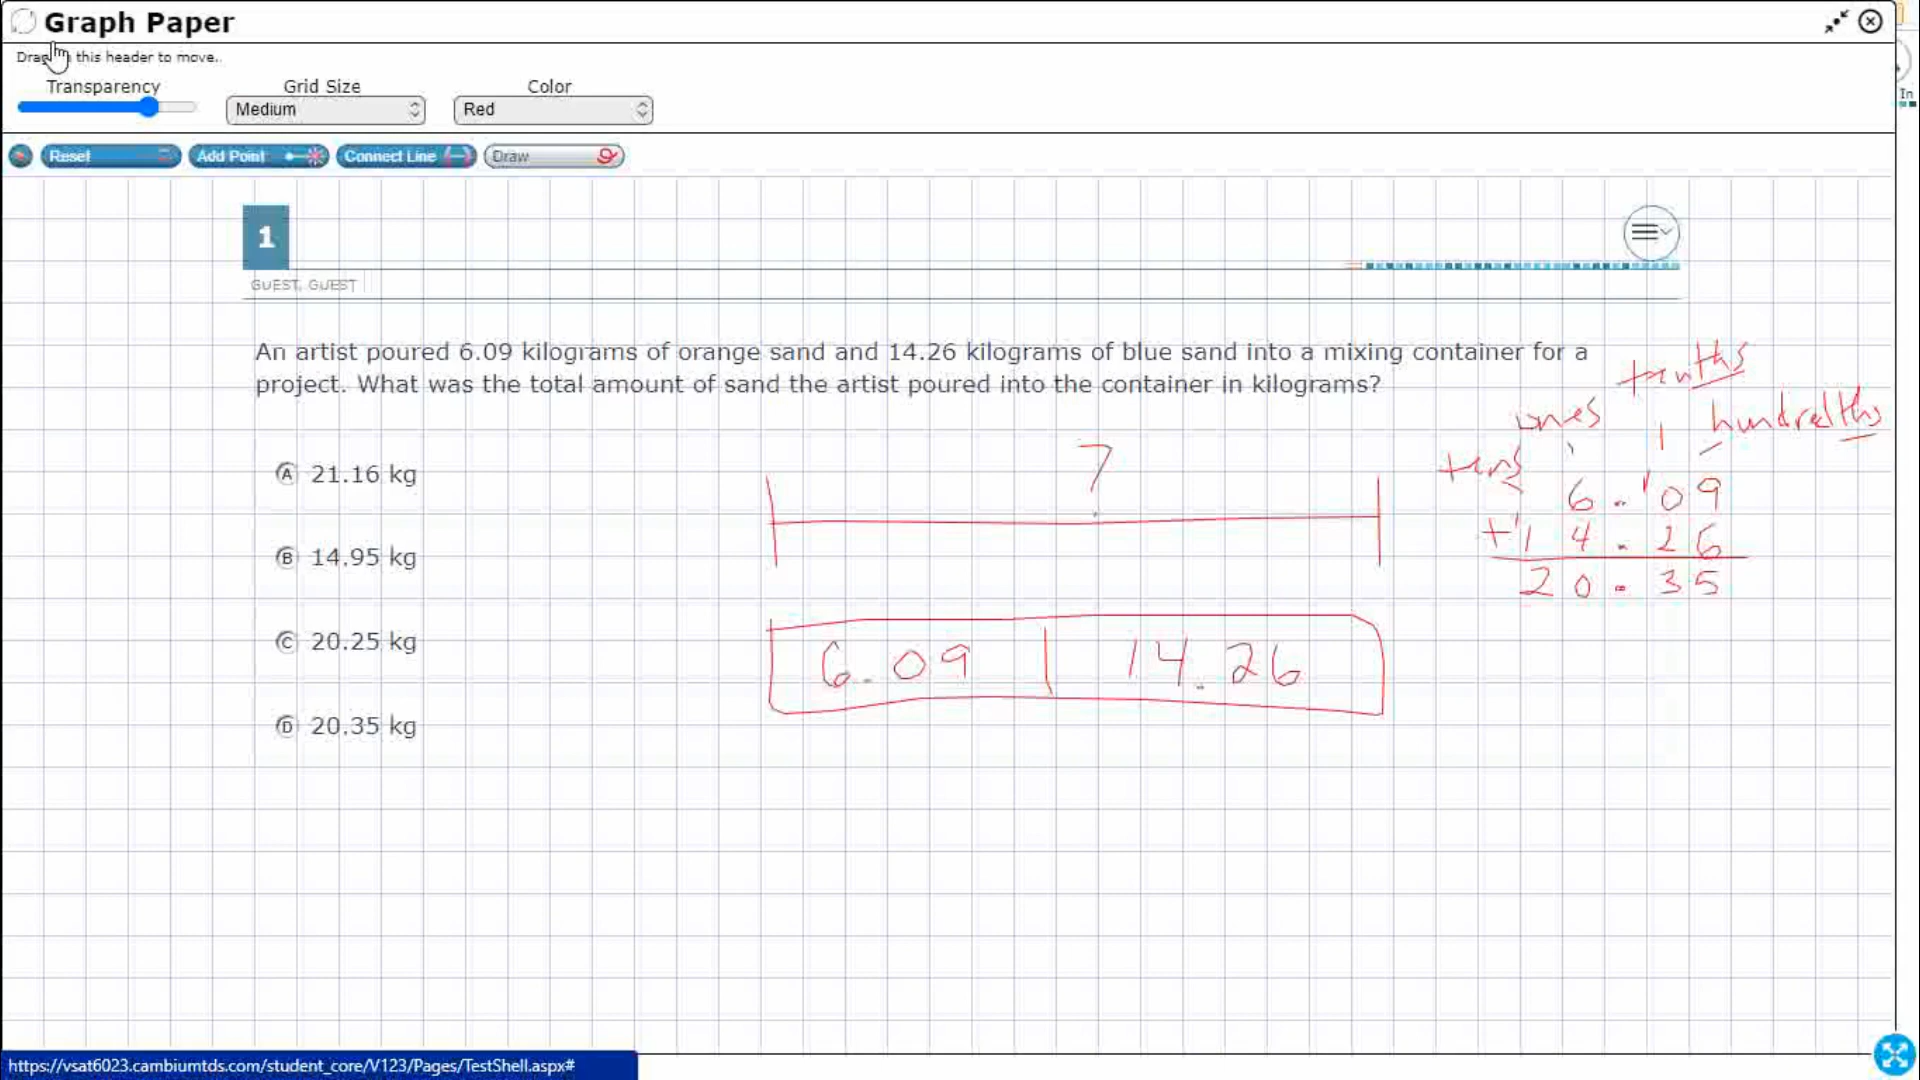 Graph Paper
Drag on this header to move..
Transparency
Grid Size
Color
Medium
Red
Reset
Add Point
Connect Line
Draw
In
1
GUEST, GUEST
An artist poured 6.09 kilograms of orange sand and 14.26 kilograms of blue sand into a mixing container for a
project. What was the total amount of sand the artist poured into the container in kilograms?
A 21.16 kg
B 14.95 kg
C 20.25 kg
D 20.35 kg
?
6.09 14.26
tenths
ones
hundredths
tens
1
6.09
+14.26
20.35
https://vsat6023.cambiumtds.com/student_core/V123/Pages/TestShell.aspx#